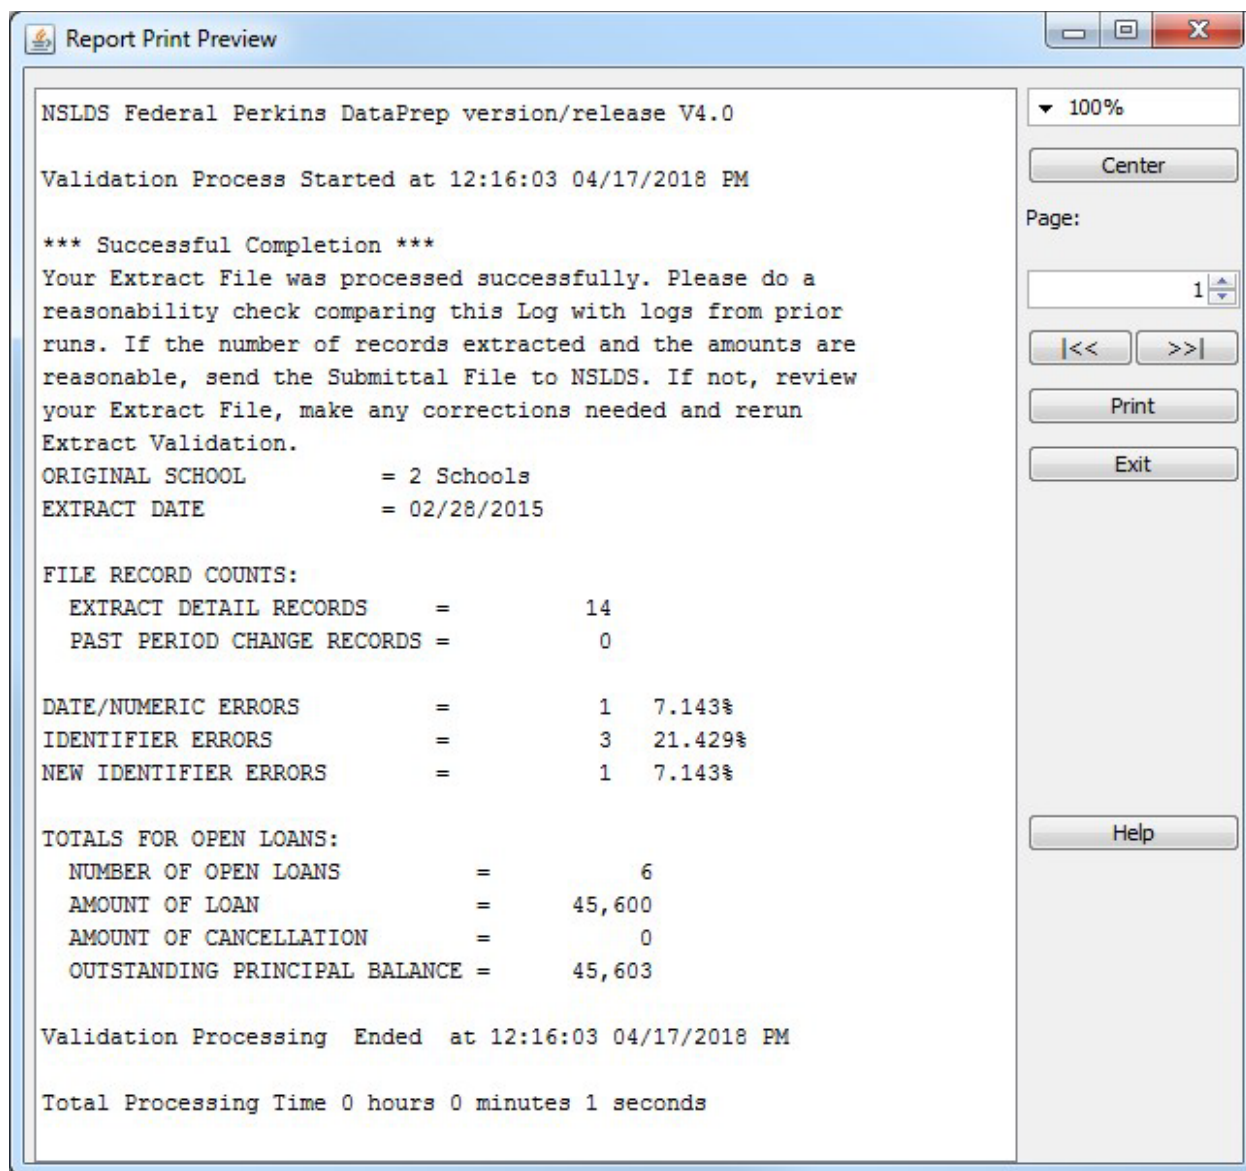 Report Print Preview
NSLDS Federal Perkins DataPrep version/release V4.0
Validation Process Started at 12:16:03 04/17/2018 PM
*** Successful Completion ***
Your Extract File was processed successfully. Please do a
reasonability check comparing this Log with logs from prior
runs. If the number of records extracted and the amounts are
reasonable, send the Submittal File to NSLDS. If not, review
your Extract File, make any corrections needed and rerun
Extract Validation.
ORIGINAL SCHOOL = 2 Schools
EXTRACT DATE = 02/28/2015
FILE RECORD COUNTS:
EXTRACT DETAIL RECORDS = 14
PAST PERIOD CHANGE RECORDS = 0
DATE/NUMERIC ERRORS = 1 7.143%
IDENTIFIER ERRORS = 3 21.429%
NEW IDENTIFIER ERRORS = 1 7.143%
TOTALS FOR OPEN LOANS:
NUMBER OF OPEN LOANS = 6
AMOUNT OF LOAN = 45,600
AMOUNT OF CANCELLATION = 0
OUTSTANDING PRINCIPAL BALANCE = 45,603
Validation Processing Ended at 12:16:03 04/17/2018 PM
Total Processing Time 0 hours 0 minutes 1 seconds
100%
Center
Page:
1
|<< >>|
Print
Exit
Help